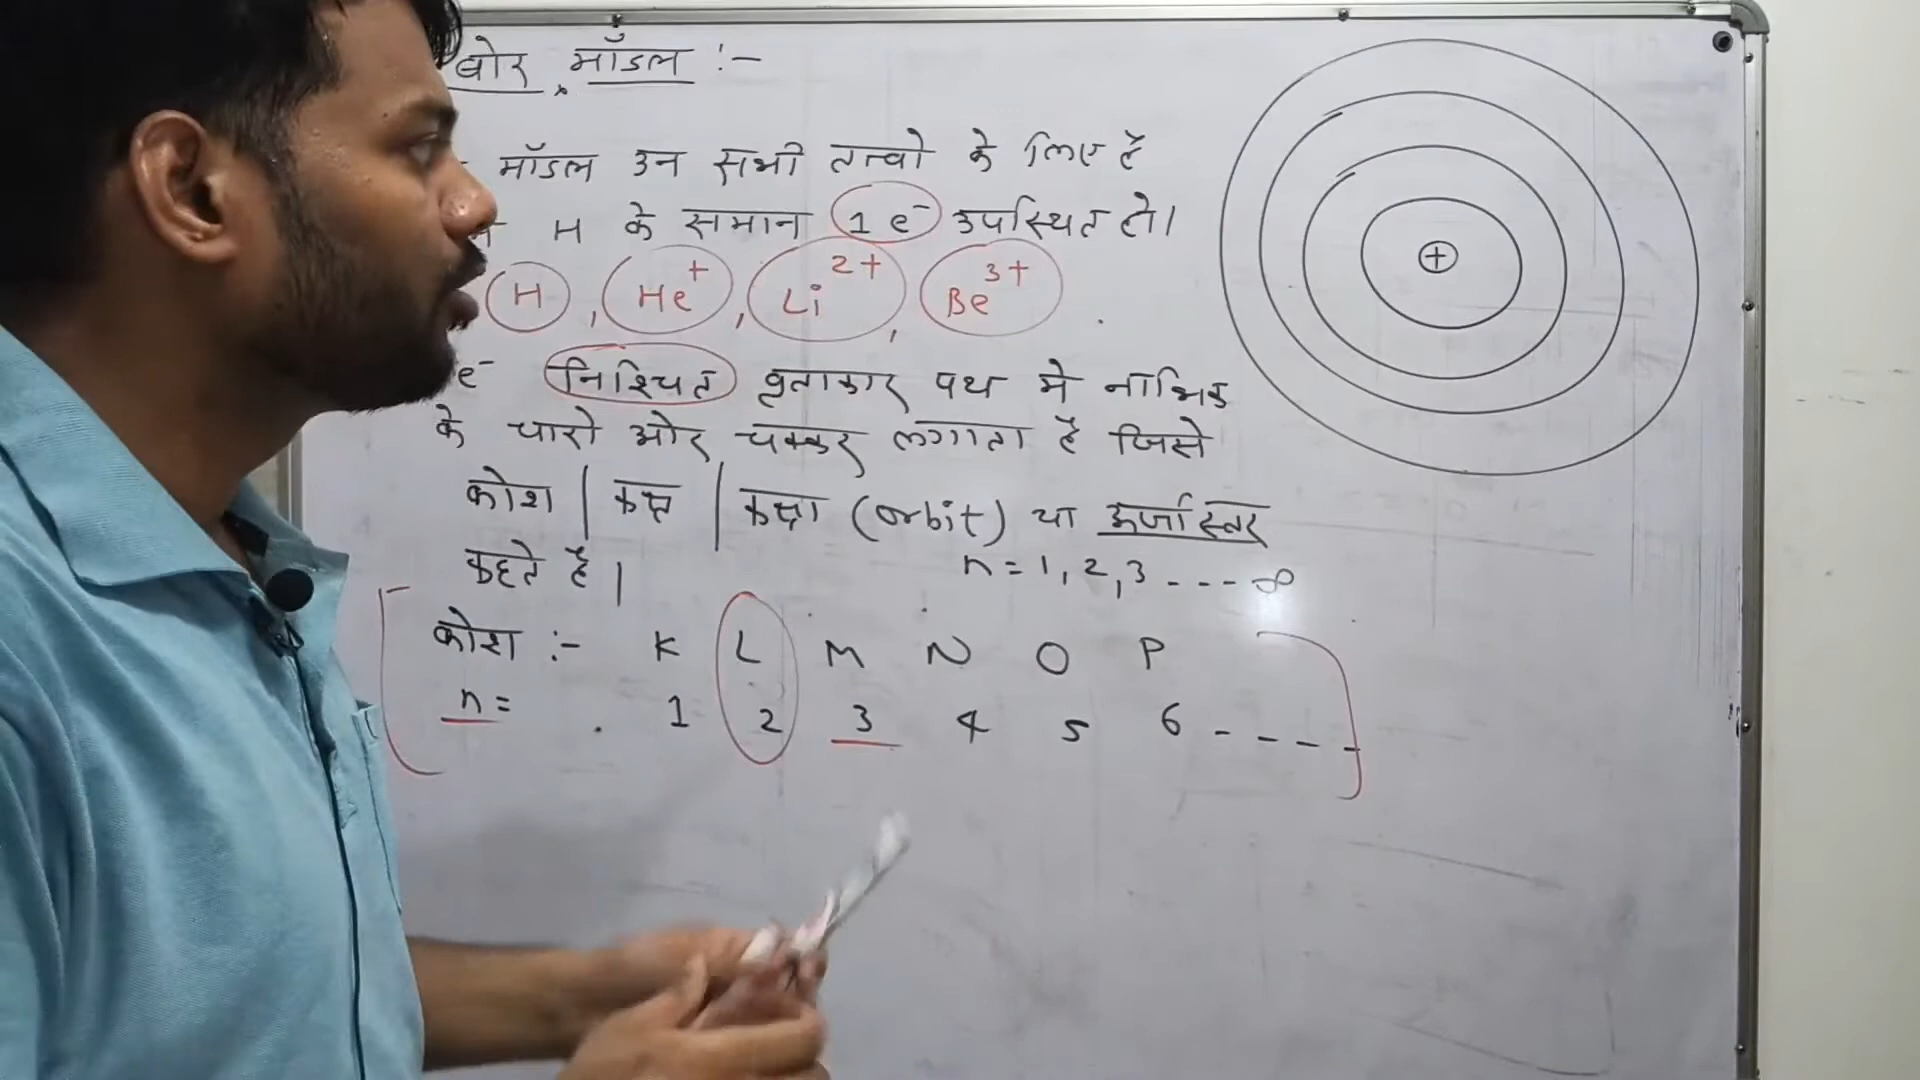 बोर मॉडल :-
मॉडल उन सभी तत्वो के लिए है
H के समान 1 e⁻ उपस्थित हो।
H , He⁺ , Li²⁺ , Be³⁺
e⁻ निश्चित वृताकार पथ मे नाभिक
के चारो ओर चक्कर लगाता है जिसे
कोश | कक्ष | कक्षा (orbit) या ऊर्जा स्तर
कहते है।
n = 1, 2, 3 - - - - ∞
कोश :- K L M N O P
n = 1 2 3 4 5 6 - - - -
+